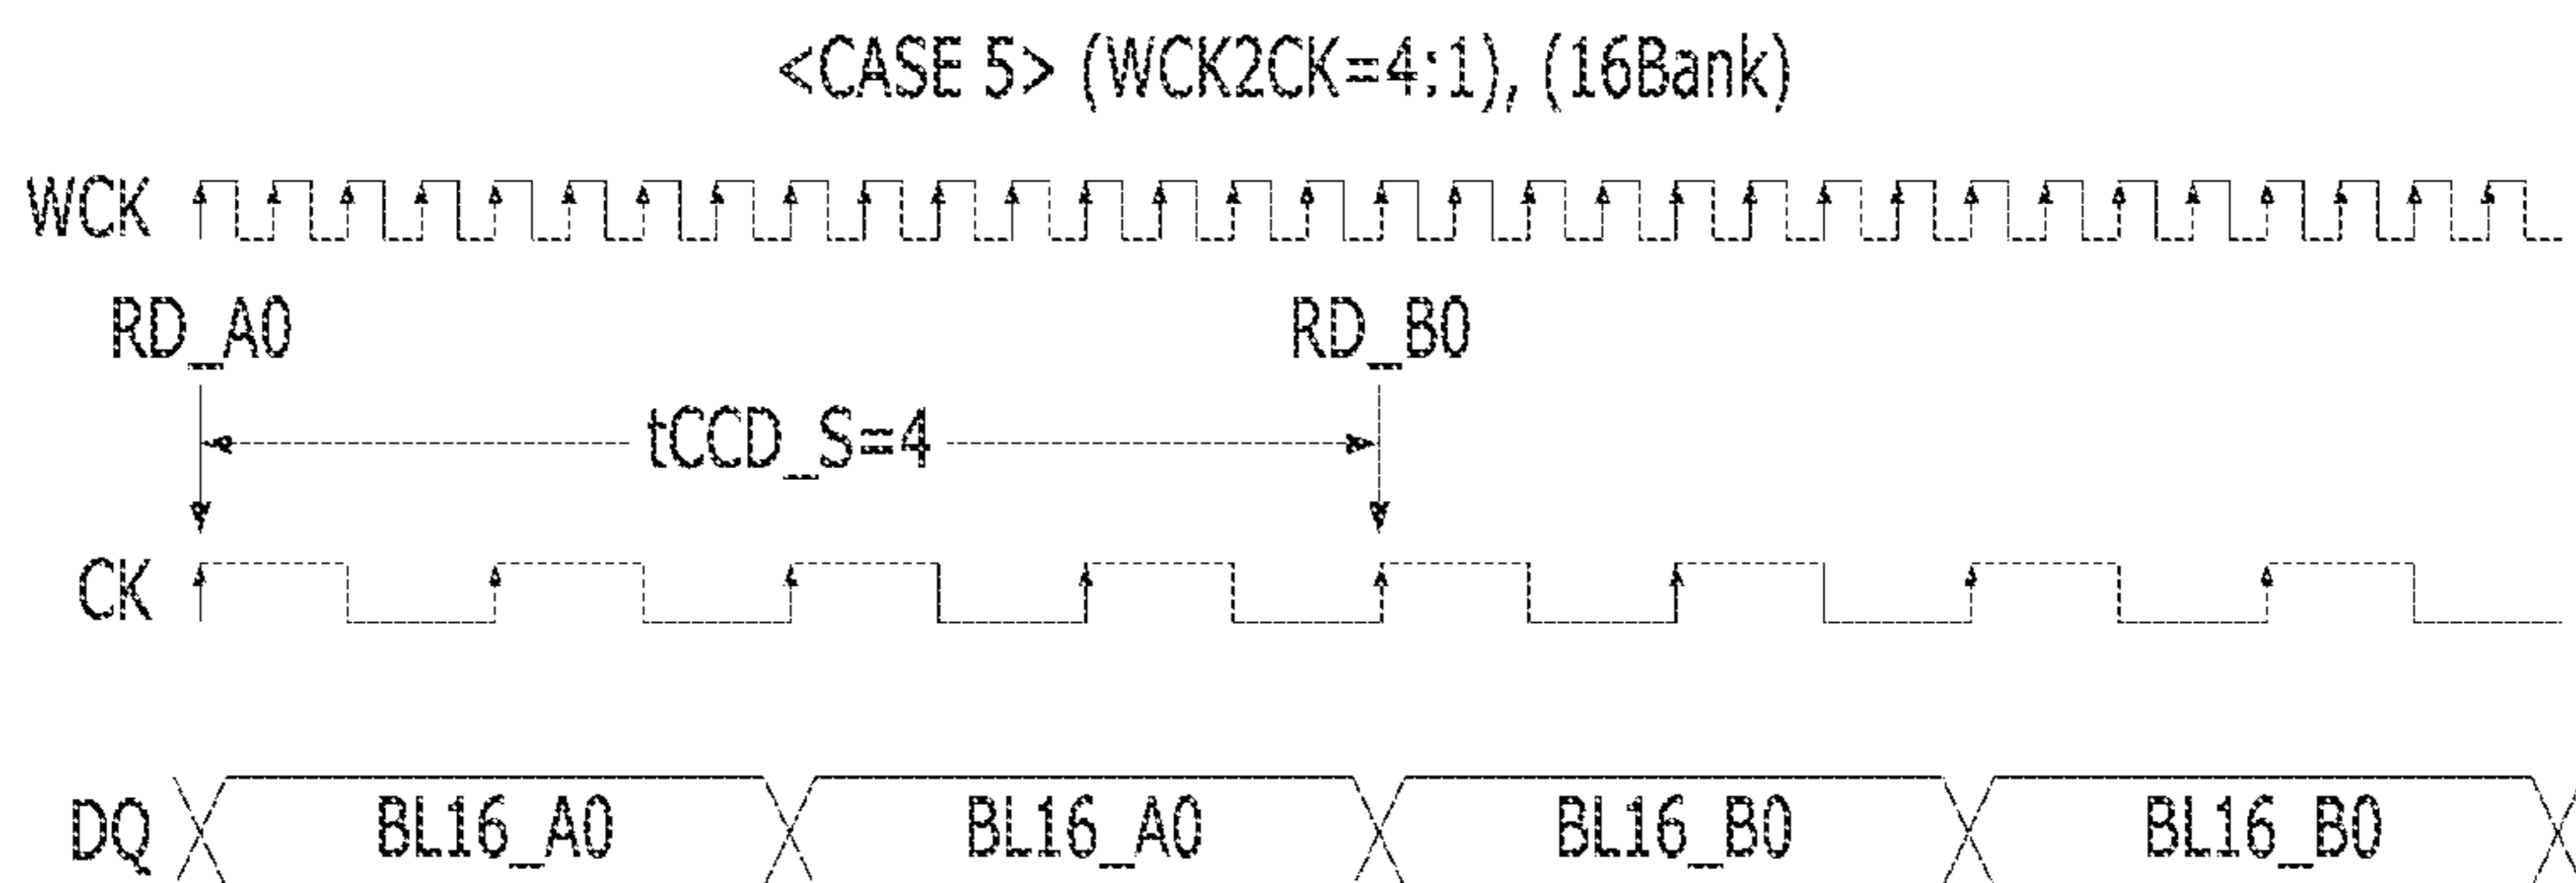 <CASE 5> (WCK2CK=4:1), (16Bank)
WCK
RD_A0 RD_B0
tCCD_S=4
CK
DQ BL16_A0 BL16_A0 BL16_B0 BL16_B0